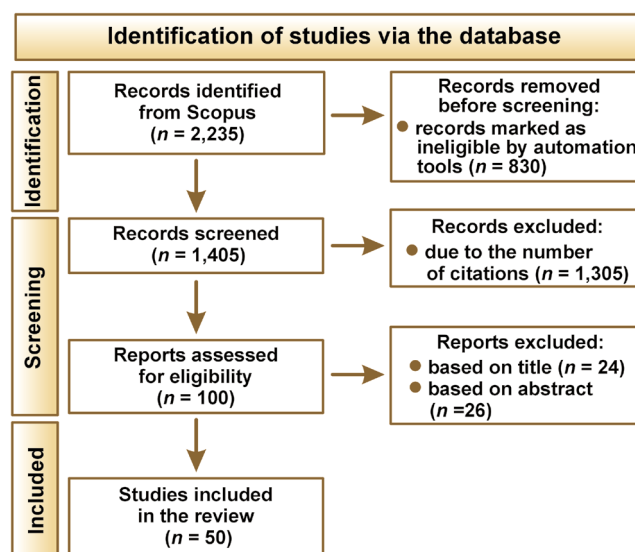 Identification of studies via the database
Identification
Records identified
from Scopus
(n = 2,235)
Records removed
before screening:
● records marked as
ineligible by automation
tools (n = 830)
Screening
Records screened
(n = 1,405)
Records excluded:
● due to the number
of citations (n = 1,305)
Reports assessed
for eligibility
(n = 100)
Reports excluded:
● based on title (n = 24)
● based on abstract
(n =26)
Included
Studies included
in the review
(n = 50)